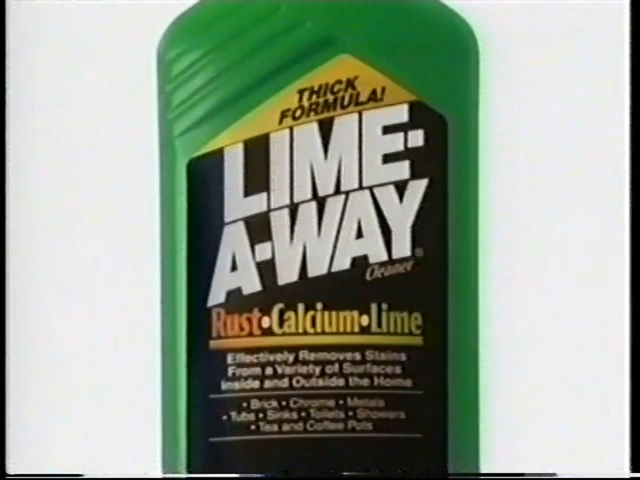 THICK
FORMULA!
LIME-
A-WAY®
Cleaner
Rust•Calcium•Lime
Effectively Removes Stains
From a Variety of Surfaces
Inside and Outside the Home
• Brick • Chrome • Metals
• Tubs • Sinks • Toilets • Showers
• Tea and Coffee Pots